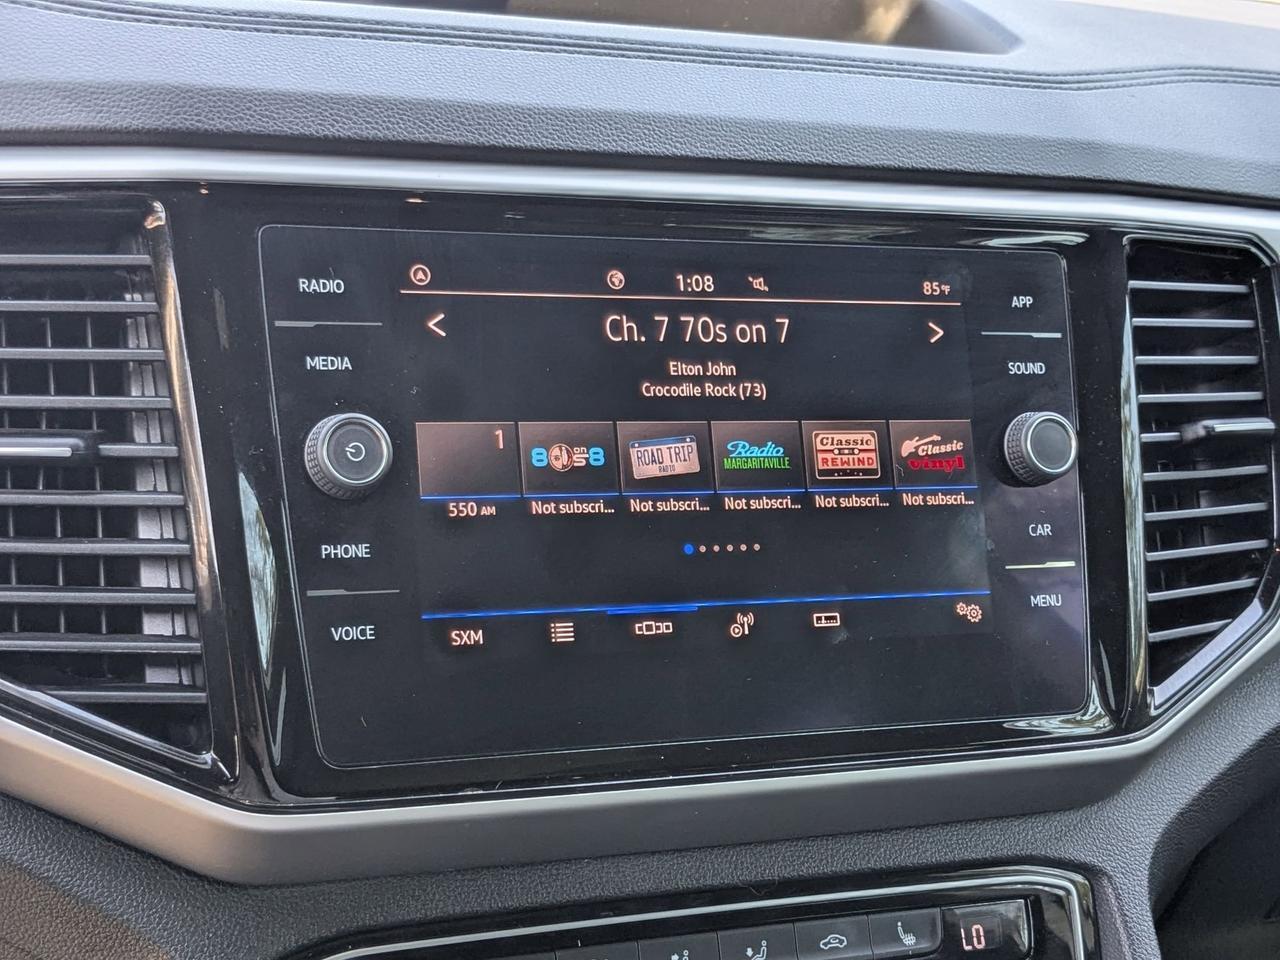 RADIO
MEDIA
PHONE
VOICE
1:08
85°F
Ch. 7 70s on 7
Elton John
Crocodile Rock (73)
1
80s on 8
ROAD TRIP
RADIO
Radio
MARGARITAVILLE
Classic
REWIND
Classic
vinyl
550 AM
Not subscri...
Not subscri...
Not subscri...
Not subscri...
Not subscri...
SXM
APP
SOUND
CAR
MENU
LO